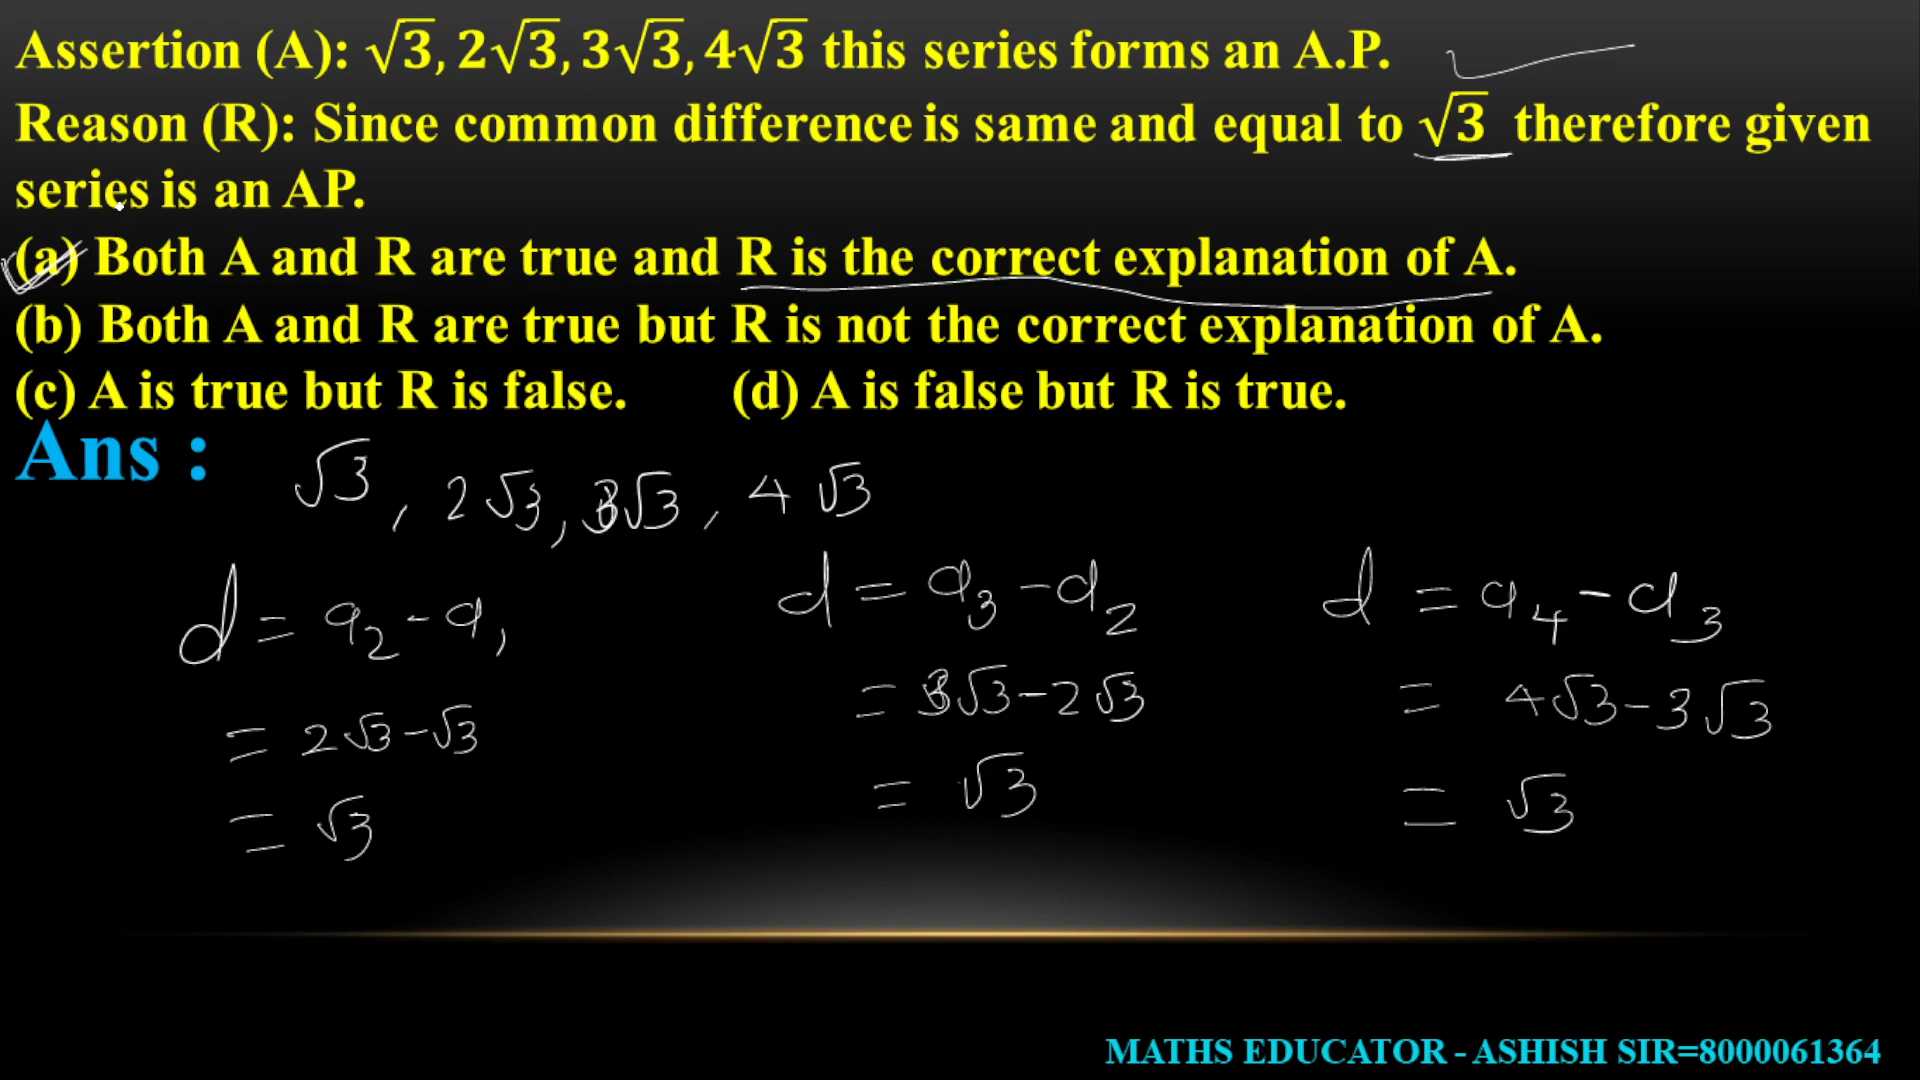 Assertion (A): √3, 2√3, 3√3, 4√3 this series forms an A.P.
Reason (R): Since common difference is same and equal to √3 therefore given
series is an AP.
(a) Both A and R are true and R is the correct explanation of A.
(b) Both A and R are true but R is not the correct explanation of A.
(c) A is true but R is false. (d) A is false but R is true.
Ans :
√3, 2√3, 3√3, 4√3
d = a₂ - a₁
= 2√3 - √3
= √3
d = a₃ - a₂
= 3√3 - 2√3
= √3
d = a₄ - a₃
= 4√3 - 3√3
= √3
MATHS EDUCATOR - ASHISH SIR=8000061364